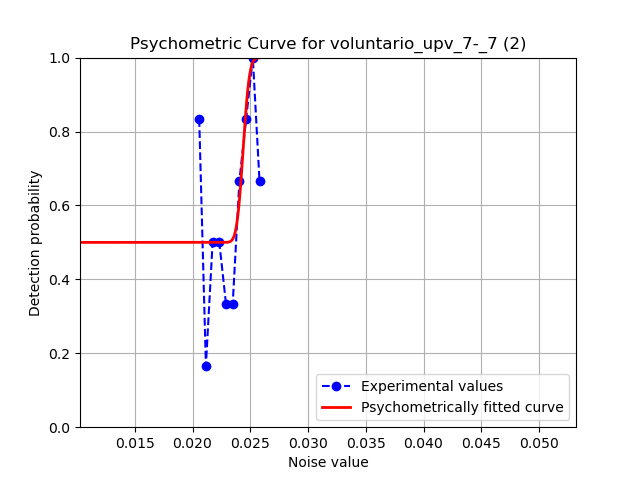 Psychometric Curve for voluntario_upv_7-_7 (2)
Detection probability
1.0
0.8
0.6
0.4
0.2
0.0
0.015 0.020 0.025 0.030 0.035 0.040 0.045 0.050
Noise value
Experimental values
Psychometrically fitted curve